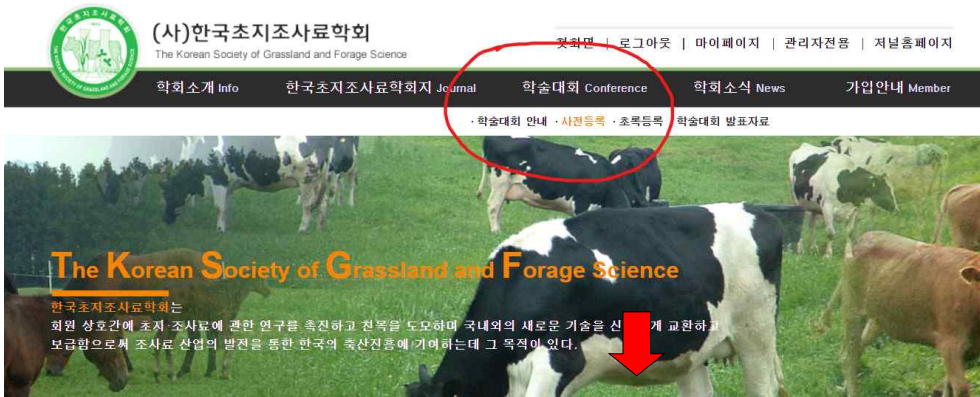 (사)한국초지조사료학회
The Korean Society of Grassland and Forage Science
첫화면 | 로그아웃 | 마이페이지 | 관리자전용 | 저널홈페이지
학회소개 Info 한국초지조사료학회지 Journal 학술대회 Conference 학회소식 News 가입안내 Member
· 학술대회 안내 · 사전등록 · 초록등록 학술대회 발표자료
The Korean Society of Grassland and Forage Science
한국초지조사료학회는
회원 상호간에 초지 조사료에 관한 연구를 촉진하고 친목을 도모하며 국내외의 새로운 기술을 교환하고
보급함으로써 조사료 산업의 발전을 통한 한국의 축산진흥에 기여하는데 그 목적이 있다.